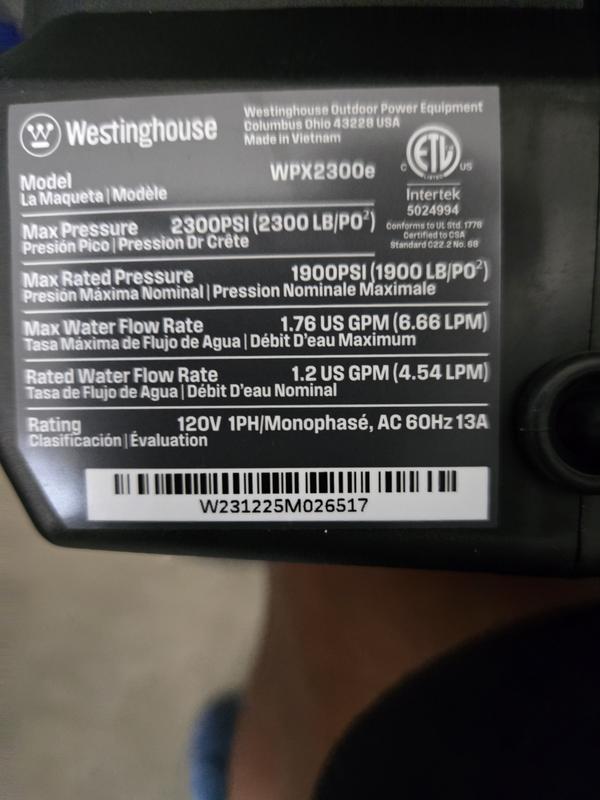 Westinghouse
Westinghouse Outdoor Power Equipment
Columbus Ohio 43228 USA
Made in Vietnam
Model
La Maqueta | Modèle
WPX2300e
C ETL US
LISTED
Intertek
5024994
Conforms to UL Std. 1776
Certified to CSA
Standard C22.2 No. 68
Max Pressure 2300PSI (2300 LB/PO²)
Presión Pico | Pression Dr Crête
Max Rated Pressure 1900PSI (1900 LB/PO²)
Presión Máxima Nominal | Pression Nominale Maximale
Max Water Flow Rate 1.76 US GPM (6.66 LPM)
Tasa Máxima de Flujo de Agua | Débit D'eau Maximum
Rated Water Flow Rate 1.2 US GPM (4.54 LPM)
Tasa de Flujo de Agua | Débit D'eau Nominal
Rating 120V 1PH/Monophasé, AC 60Hz 13A
Clasificación | Évaluation
W231225M026517